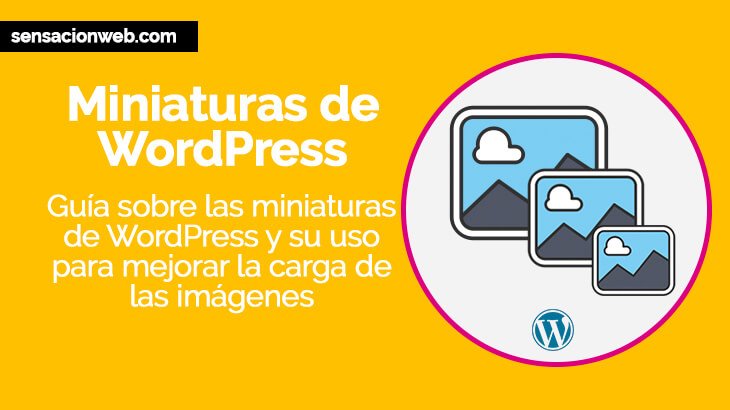 sensacionweb.com
Miniaturas de
WordPress
Guía sobre las miniaturas
de WordPress y su uso
para mejorar la carga de
las imágenes
W